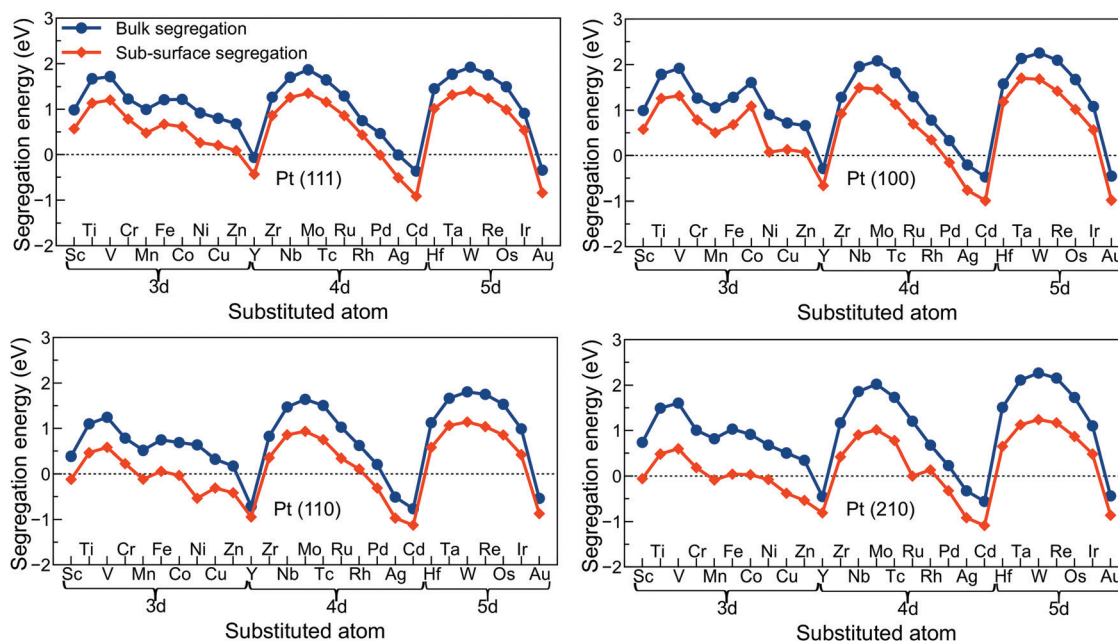 Segregation energy (eV)
3
2
1
0
−1
−2
Bulk segregation
Sub-surface segregation
Pt (111)
Ti Cr Fe Ni Zn Zr Mo Ru Pd Cd Ta Re Ir
Sc V Mn Co Cu Y Nb Tc Rh Ag Hf W Os Au
3d 4d 5d
Substituted atom
Segregation energy (eV)
3
2
1
0
−1
−2
Pt (100)
Ti Cr Fe Ni Zn Zr Mo Ru Pd Cd Ta Re Ir
Sc V Mn Co Cu Y Nb Tc Rh Ag Hf W Os Au
3d 4d 5d
Substituted atom
Segregation energy (eV)
3
2
1
0
−1
−2
Pt (110)
Ti Cr Fe Ni Zn Zr Mo Ru Pd Cd Ta Re Ir
Sc V Mn Co Cu Y Nb Tc Rh Ag Hf W Os Au
3d 4d 5d
Substituted atom
Segregation energy (eV)
3
2
1
0
−1
−2
Pt (210)
Ti Cr Fe Ni Zn Zr Mo Ru Pd Cd Ta Re Ir
Sc V Mn Co Cu Y Nb Tc Rh Ag Hf W Os Au
3d 4d 5d
Substituted atom